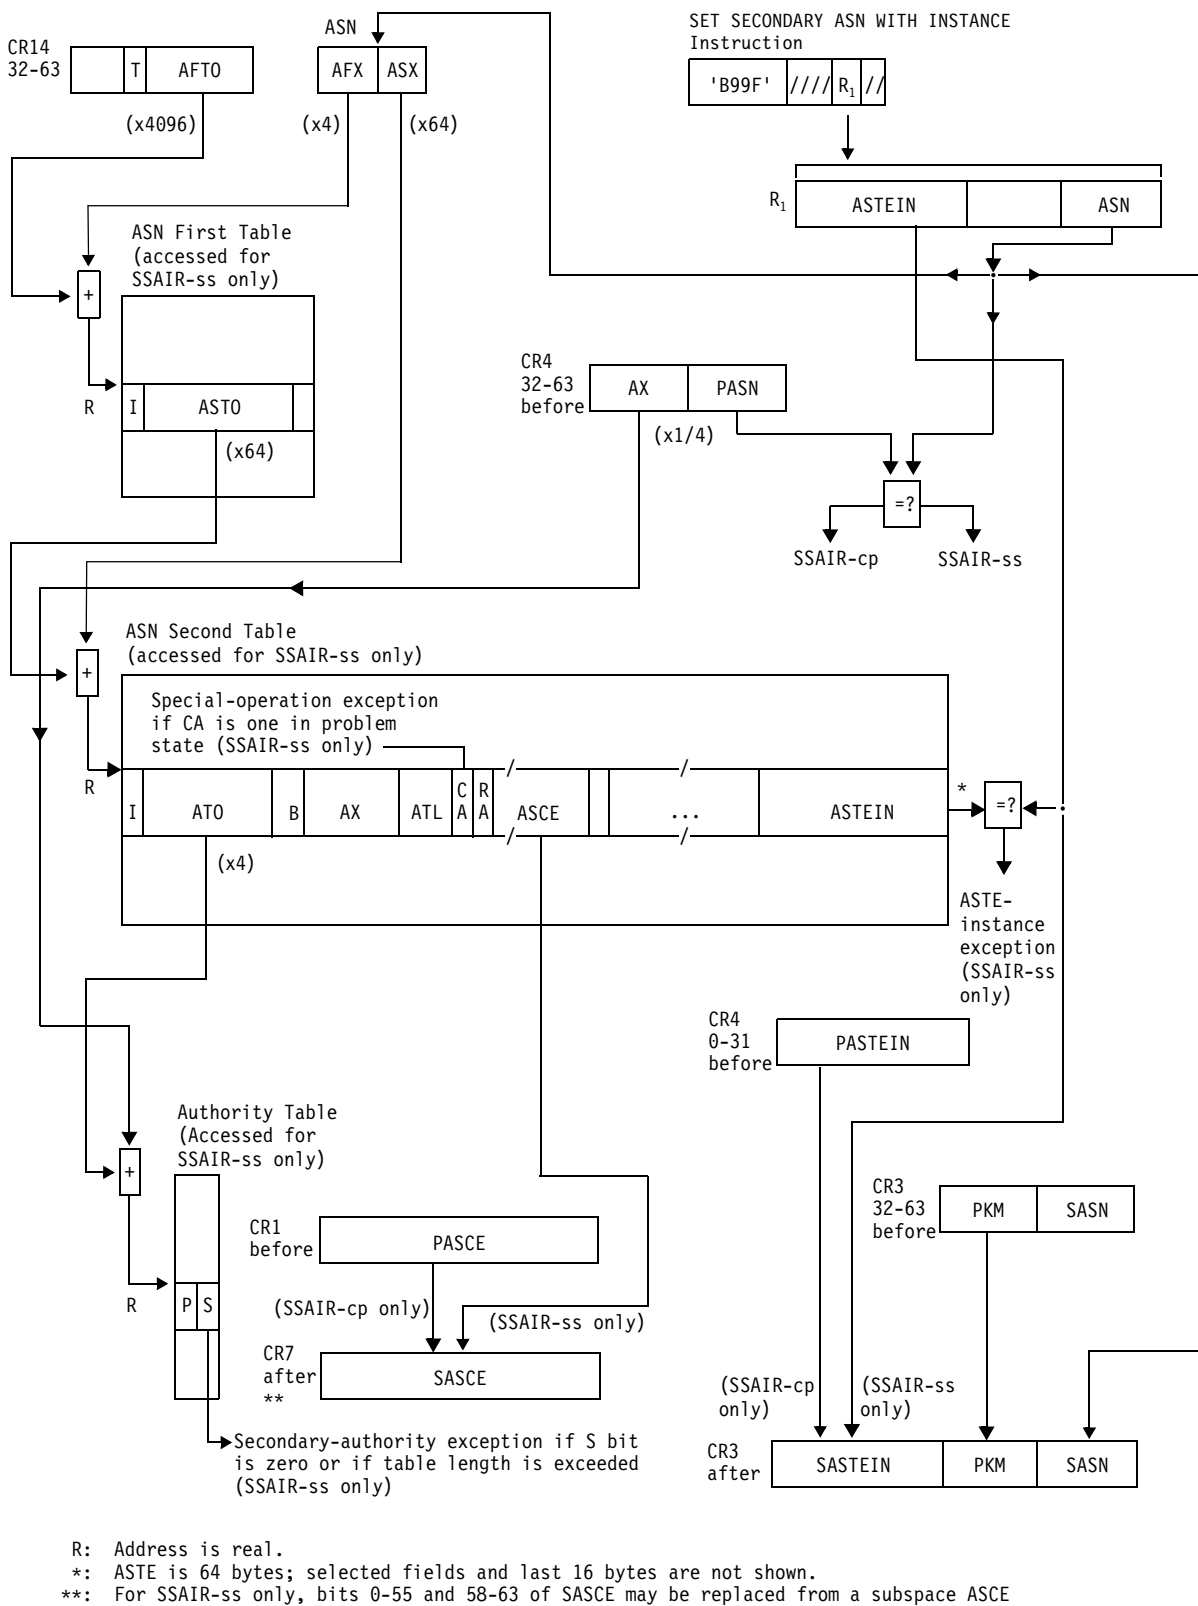 SET SECONDARY ASN WITH INSTANCE
Instruction
'B99F' //// R1 //
CR14
32-63
T AFTO
ASN
AFX ASX
(x4096)
(x4)
(x64)
R1
ASTEIN ASN
ASN First Table
(accessed for
SSAIR-ss only)
+
R
I ASTO
(x64)
CR4
32-63
before
AX PASN
(x1/4)
=?
SSAIR-cp
SSAIR-ss
ASN Second Table
(accessed for SSAIR-ss only)
+
Special-operation exception
if CA is one in problem
state (SSAIR-ss only)
R
I ATO B AX ATL CA RA ASCE ... ASTEIN
*
=?
(x4)
ASTE-
instance
exception
(SSAIR-ss
only)
CR4
0-31
before
PASTEIN
Authority Table
(Accessed for
SSAIR-ss only)
+
R
P S
CR1
before
PASCE
(SSAIR-cp only)
(SSAIR-ss only)
CR7
after
**
SASCE
CR3
32-63
before
PKM SASN
(SSAIR-cp
only)
(SSAIR-ss
only)
Secondary-authority exception if S bit
is zero or if table length is exceeded
(SSAIR-ss only)
CR3
after
SASTEIN PKM SASN
R: Address is real.
*: ASTE is 64 bytes; selected fields and last 16 bytes are not shown.
**: For SSAIR-ss only, bits 0-55 and 58-63 of SASCE may be replaced from a subspace ASCE